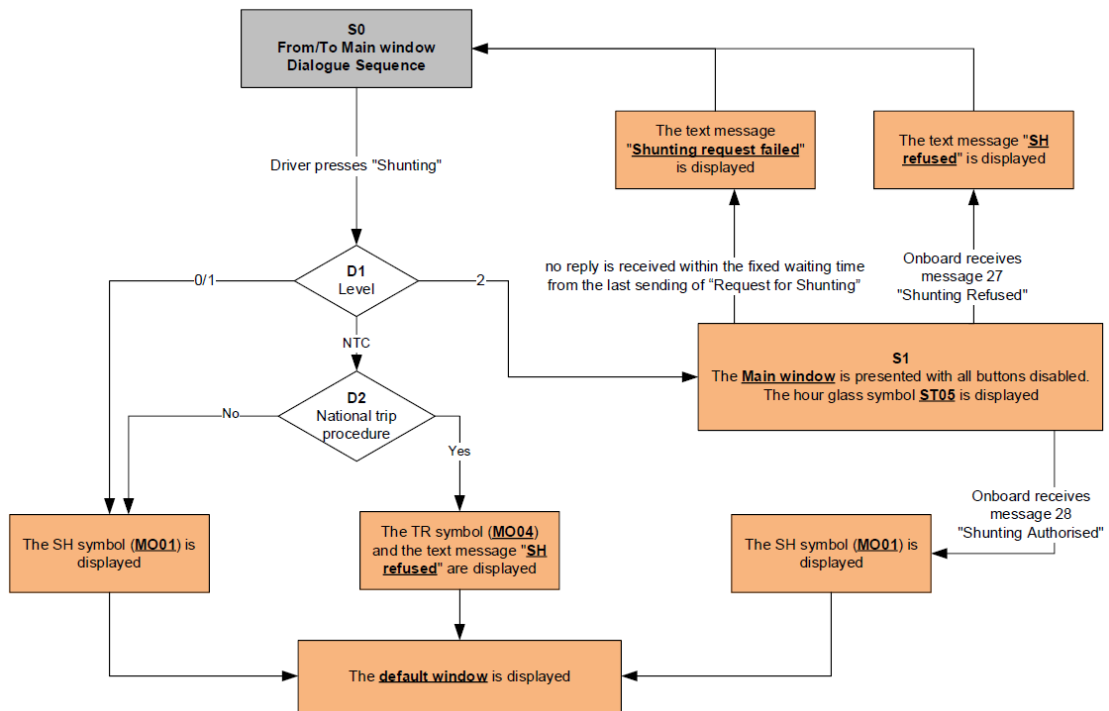 S0
From/To Main window
Dialogue Sequence
The text message
"Shunting request failed"
is displayed
The text message "SH
refused" is displayed
Driver presses "Shunting"
no reply is received within the fixed waiting time
from the last sending of “Request for Shunting”
Onboard receives
message 27
"Shunting Refused"
D1
Level
0/1
2
NTC
S1
The Main window is presented with all buttons disabled.
The hour glass symbol ST05 is displayed
D2
National trip
procedure
No
Yes
Onboard receives
message 28
"Shunting Authorised"
The SH symbol (MO01) is
displayed
The TR symbol (MO04)
and the text message "SH
refused" are displayed
The SH symbol (MO01) is
displayed
The default window is displayed